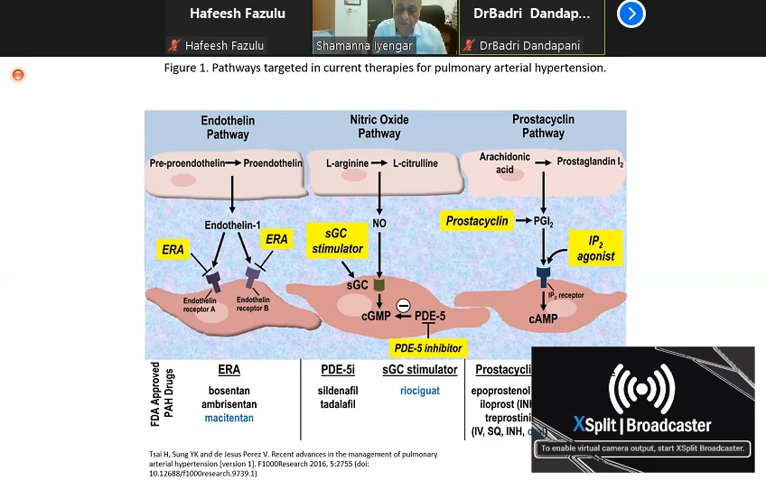 Hafeesh Fazulu
DrBadri Dandap...
Hafeesh Fazulu
Shamanna Iyengar
DrBadri Dandapani
Figure 1. Pathways targeted in current therapies for pulmonary arterial hypertension.
Endothelin
Pathway
Nitric Oxide
Pathway
Prostacyclin
Pathway
Pre-proendothelin
Proendothelin
L-arginine
L-citrulline
Arachidonic
acid
Prostaglandin I2
Endothelin-1
NO
Prostacyclin
PGI2
ERA
ERA
sGC
stimulator
IP2
agonist
sGC
Endothelin
receptor A
Endothelin
receptor B
IP2 receptor
cGMP
PDE-5
cAMP
PDE-5 inhibitor
FDA Approved
PAH Drugs
ERA
bosentan
ambrisentan
macitentan
PDE-5i
sildenafil
tadalafil
sGC stimulator
riociguat
Prostacycli
epoprostenol
iloprost (IN
treprostini
(IV, SQ, INH,
XSplit | Broadcaster
To enable virtual camera output, start XSplit Broadcaster.
Tsai H, Sung YK and de Jesus Perez V. Recent advances in the management of pulmonary
arterial hypertension [version 1]. F1000Research 2016, 5:2755 (doi:
10.12688/f1000research.9739.1)